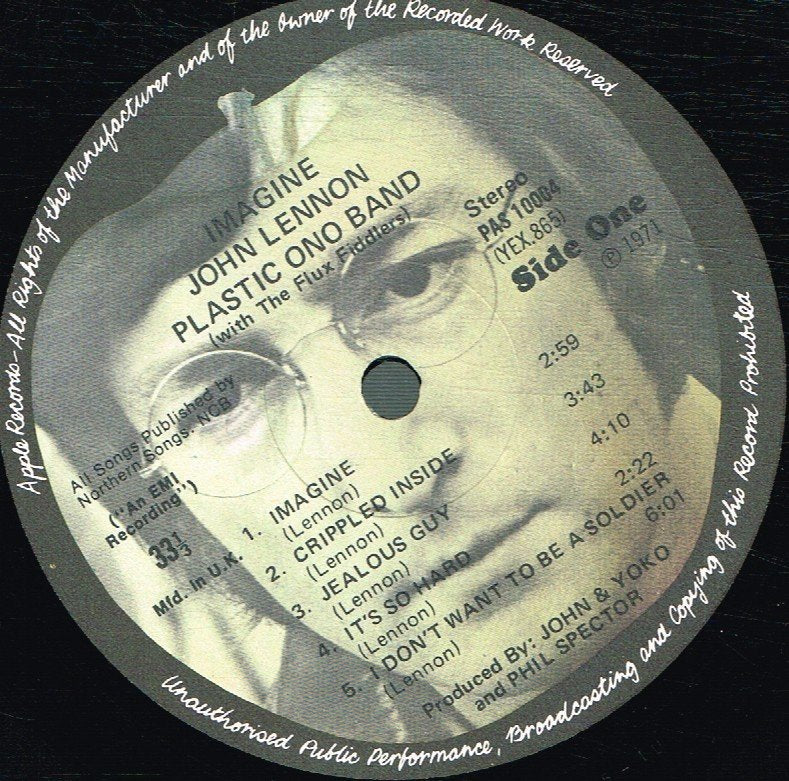 Apple Records-All Rights of the Manufacturer and of the Owner of the Recorded Work Reserved
IMAGINE
JOHN LENNON
PLASTIC ONO BAND
(with The Flux Fiddlers)
Stereo
PAS 10004
(YEX.865)
Side One
℗ 1971
All Songs Published by
Northern Songs-NCB
("An EMI
Recording")
33⅓
Mfd. in U.K.
1. IMAGINE 2:59
(Lennon)
2. CRIPPLED INSIDE 3:43
(Lennon)
3. JEALOUS GUY 4:10
(Lennon)
4. IT'S SO HARD 2:22
(Lennon)
5. I DON'T WANT TO BE A SOLDIER 6:01
(Lennon)
Produced By: JOHN & YOKO
and PHIL SPECTOR
Unauthorised Public Performance, Broadcasting and Copying of this Record Prohibited